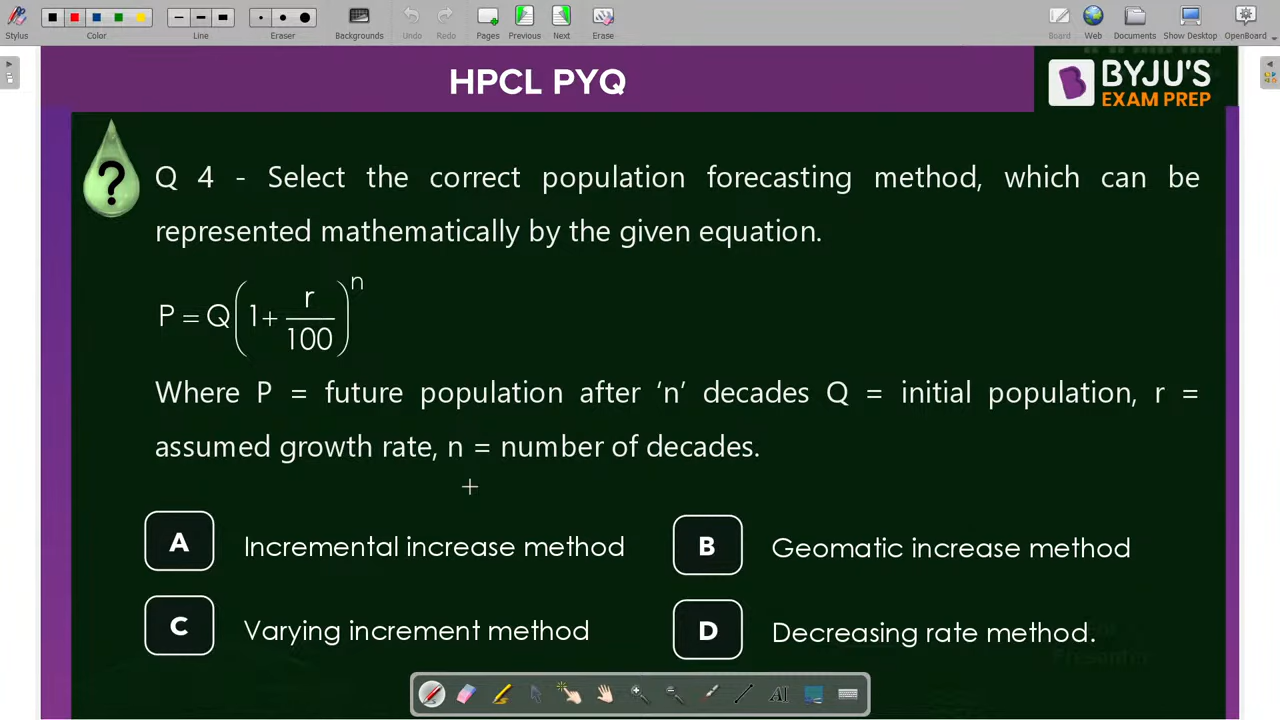 Stylus
Color
Line
Eraser
Backgrounds
Undo
Redo
Pages
Previous
Next
Erase
Board
Web
Documents
Show Desktop
OpenBoard
HPCL PYQ
BYJU'S
EXAM PREP
?
Q 4 - Select the correct population forecasting method, which can be
represented mathematically by the given equation.
P = Q(1 + r/100)^n
Where P = future population after ‘n’ decades Q = initial population, r =
assumed growth rate, n = number of decades.
A Incremental increase method
B Geomatic increase method
C Varying increment method
D Decreasing rate method.
AI